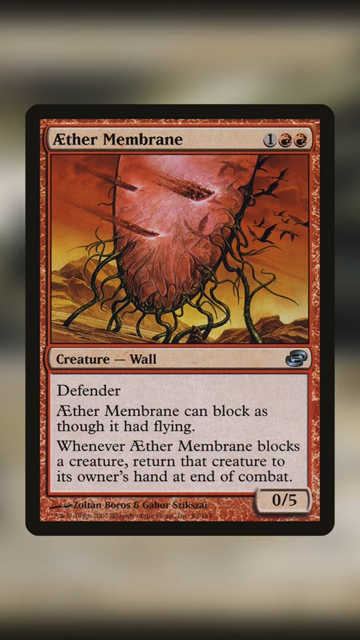 Æther Membrane 1
Creature — Wall
Defender
Æther Membrane can block as
though it had flying.
Whenever Æther Membrane blocks
a creature, return that creature to
its owner's hand at end of combat.
0/5
Zoltan Boros & Gabor Szikszai